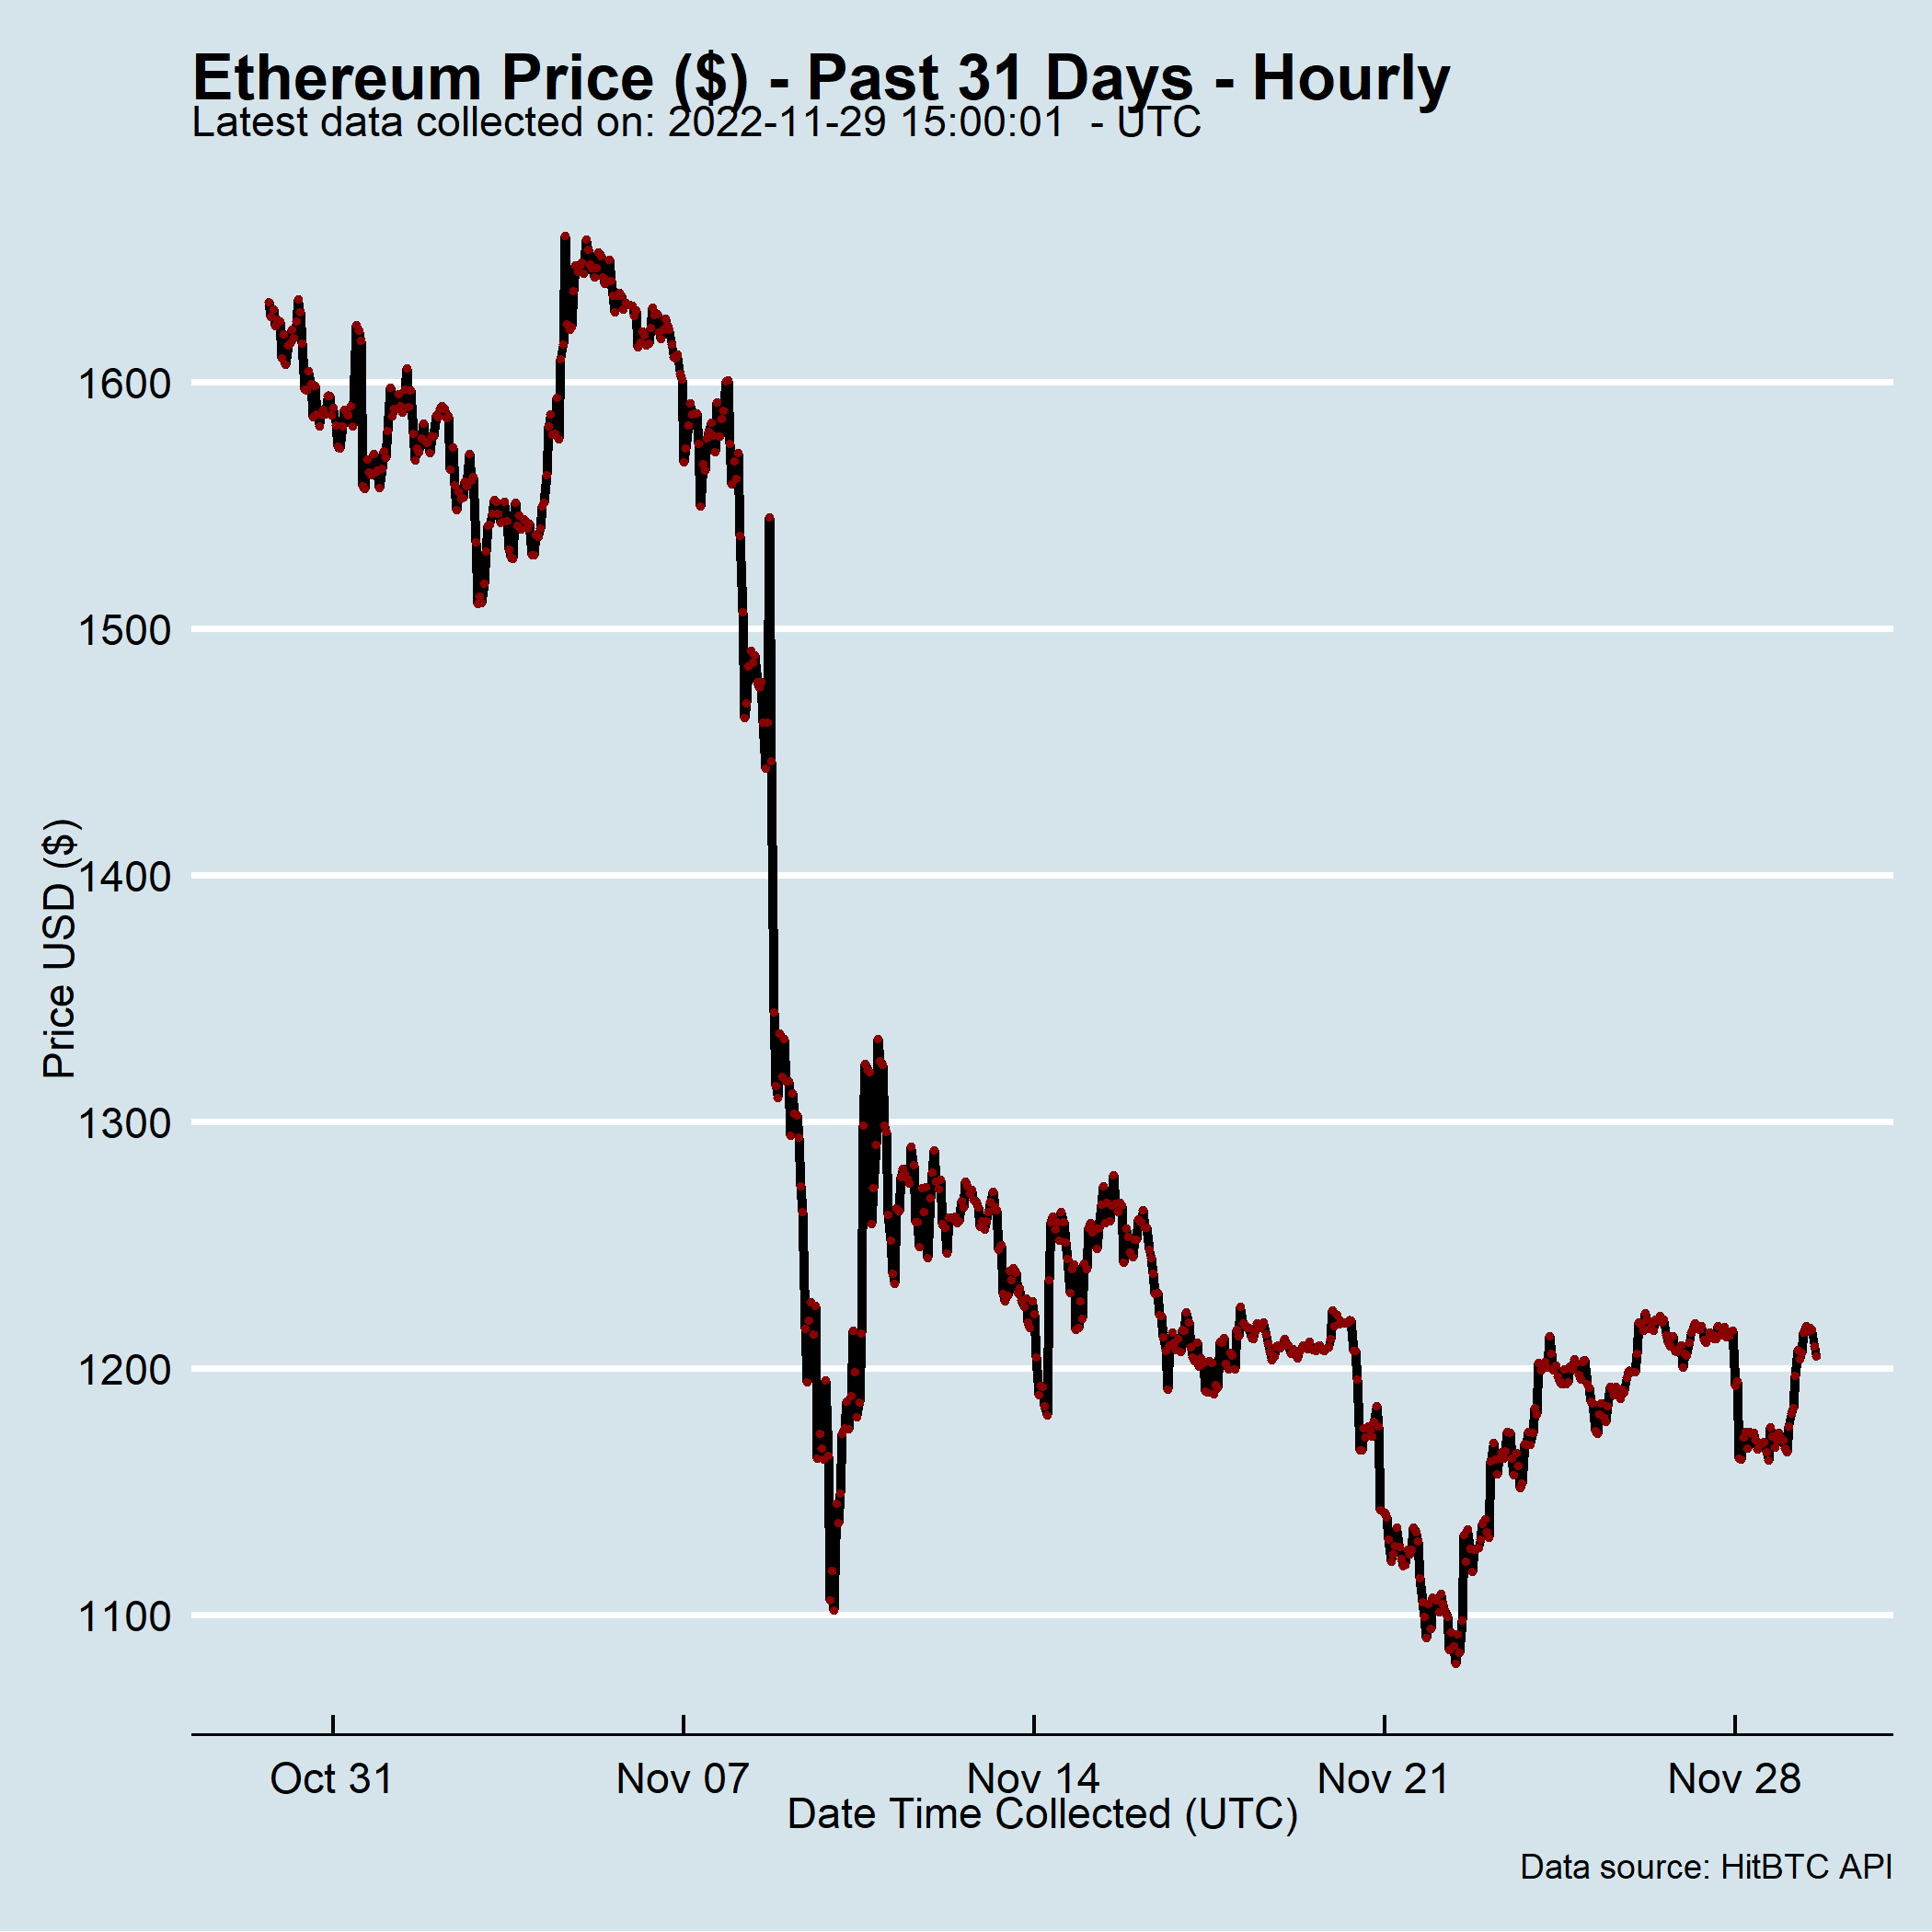 Ethereum Price ($) - Past 31 Days - Hourly
Latest data collected on: 2022-11-29 15:00:01  - UTC
Price USD ($)
1600
1500
1400
1300
1200
1100
Oct 31
Nov 07
Nov 14
Nov 21
Nov 28
Date Time Collected (UTC)
Data source: HitBTC API